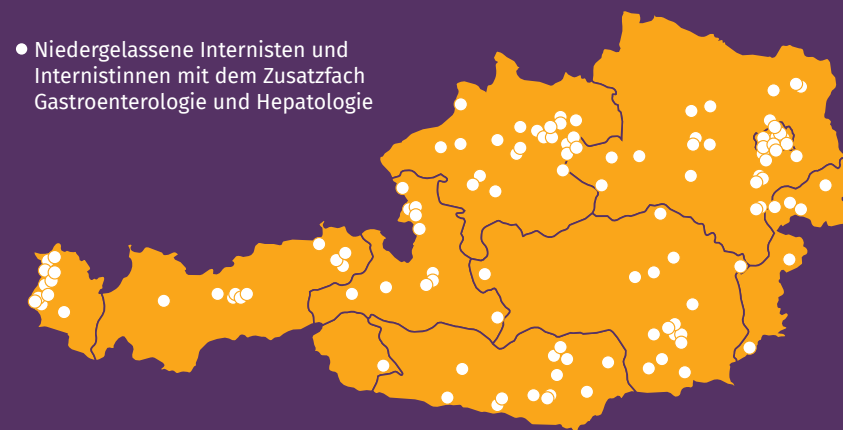 Niedergelassene Internisten und
Internistinnen mit dem Zusatzfach
Gastroenterologie und Hepatologie